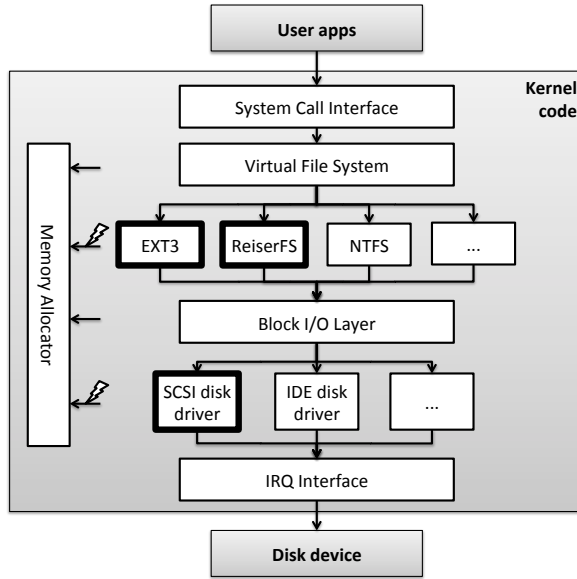 User apps
Kernel
code
System Call Interface
Virtual File System
Memory Allocator
EXT3
ReiserFS
NTFS
...
Block I/O Layer
SCSI disk
driver
IDE disk
driver
...
IRQ Interface
Disk device